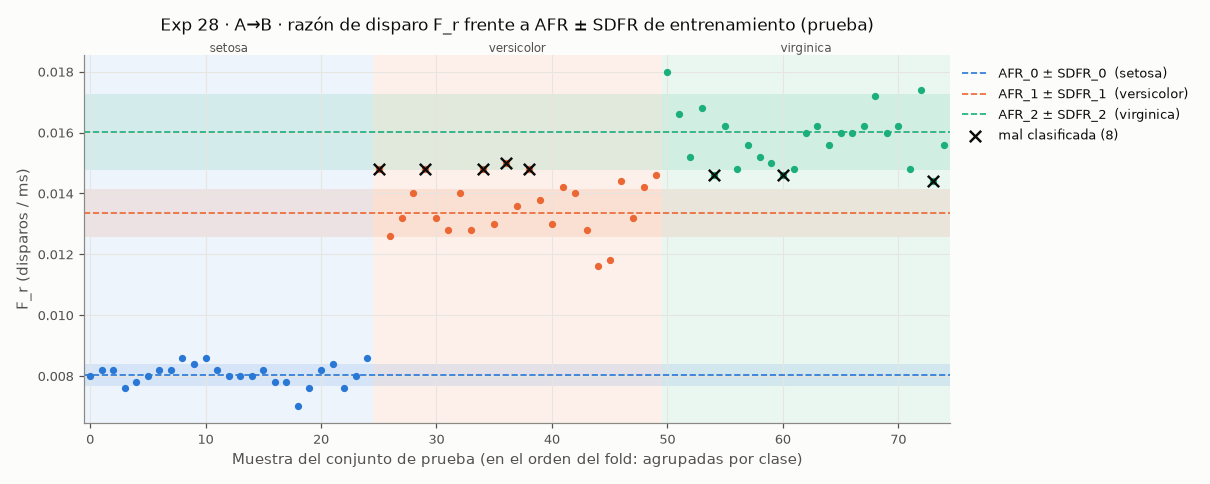 Exp 28 · A→B · razón de disparo F_r frente a AFR ± SDFR de entrenamiento (prueba)
setosa
versicolor
virginica
AFR_0 ± SDFR_0 (setosa)
AFR_1 ± SDFR_1 (versicolor)
AFR_2 ± SDFR_2 (virginica)
mal clasificada (8)
F_r (disparos / ms)
0.018
0.016
0.014
0.012
0.010
0.008
0
10
20
30
40
50
60
70
Muestra del conjunto de prueba (en el orden del fold: agrupadas por clase)